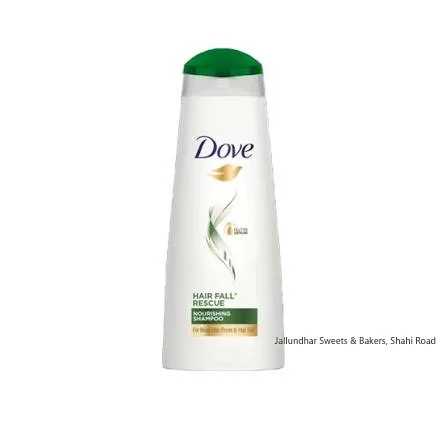 Dove
HAIR FALL+
RESCUE
NOURISHING
SHAMPOO
Jallundhar Sweets & Bakers, Shahi Road